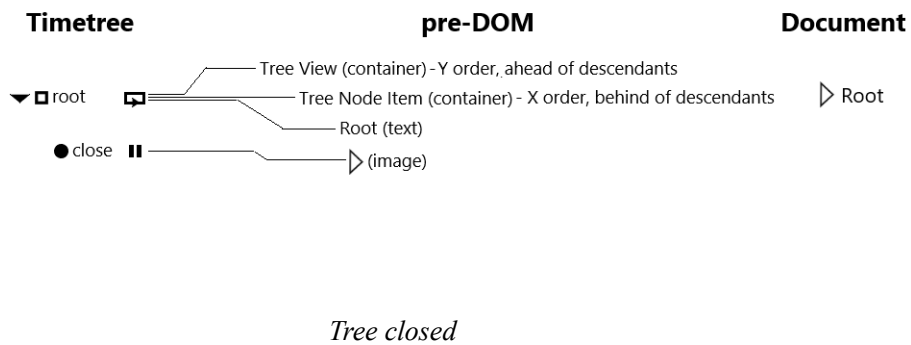 Timetree pre-DOM Document
Tree View (container) - Y order, ahead of descendants
root Tree Node Item (container) - X order, behind of descendants Root
Root (text)
close (image)
Tree closed